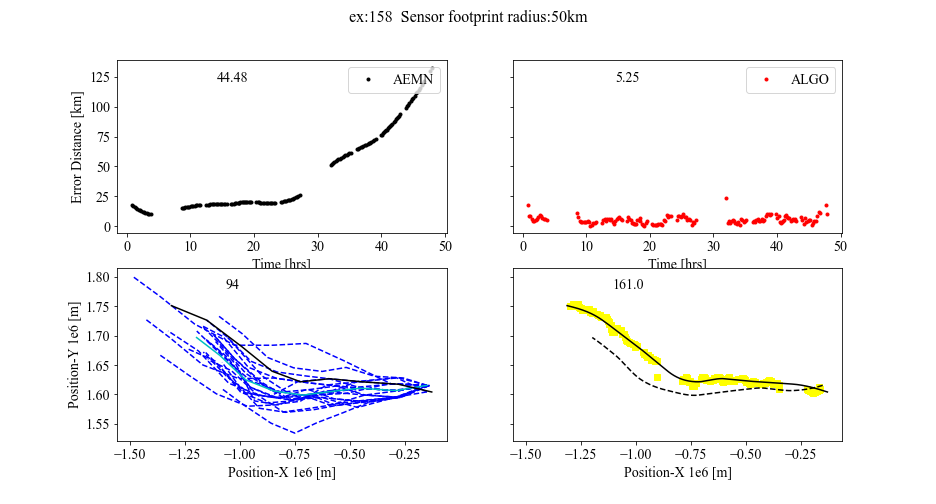 ex:158  Sensor footprint radius:50km
44.48
AEMN
Error Distance [km]
125
100
75
50
25
0
0 10 20 30 40 50
Time [hrs]
5.25
ALGO
0 10 20 30 40 50
Time [hrs]
94
Position-Y 1e6 [m]
1.80
1.75
1.70
1.65
1.60
1.55
−1.50 −1.25 −1.00 −0.75 −0.50 −0.25
Position-X 1e6 [m]
161.0
−1.50 −1.25 −1.00 −0.75 −0.50 −0.25
Position-X 1e6 [m]